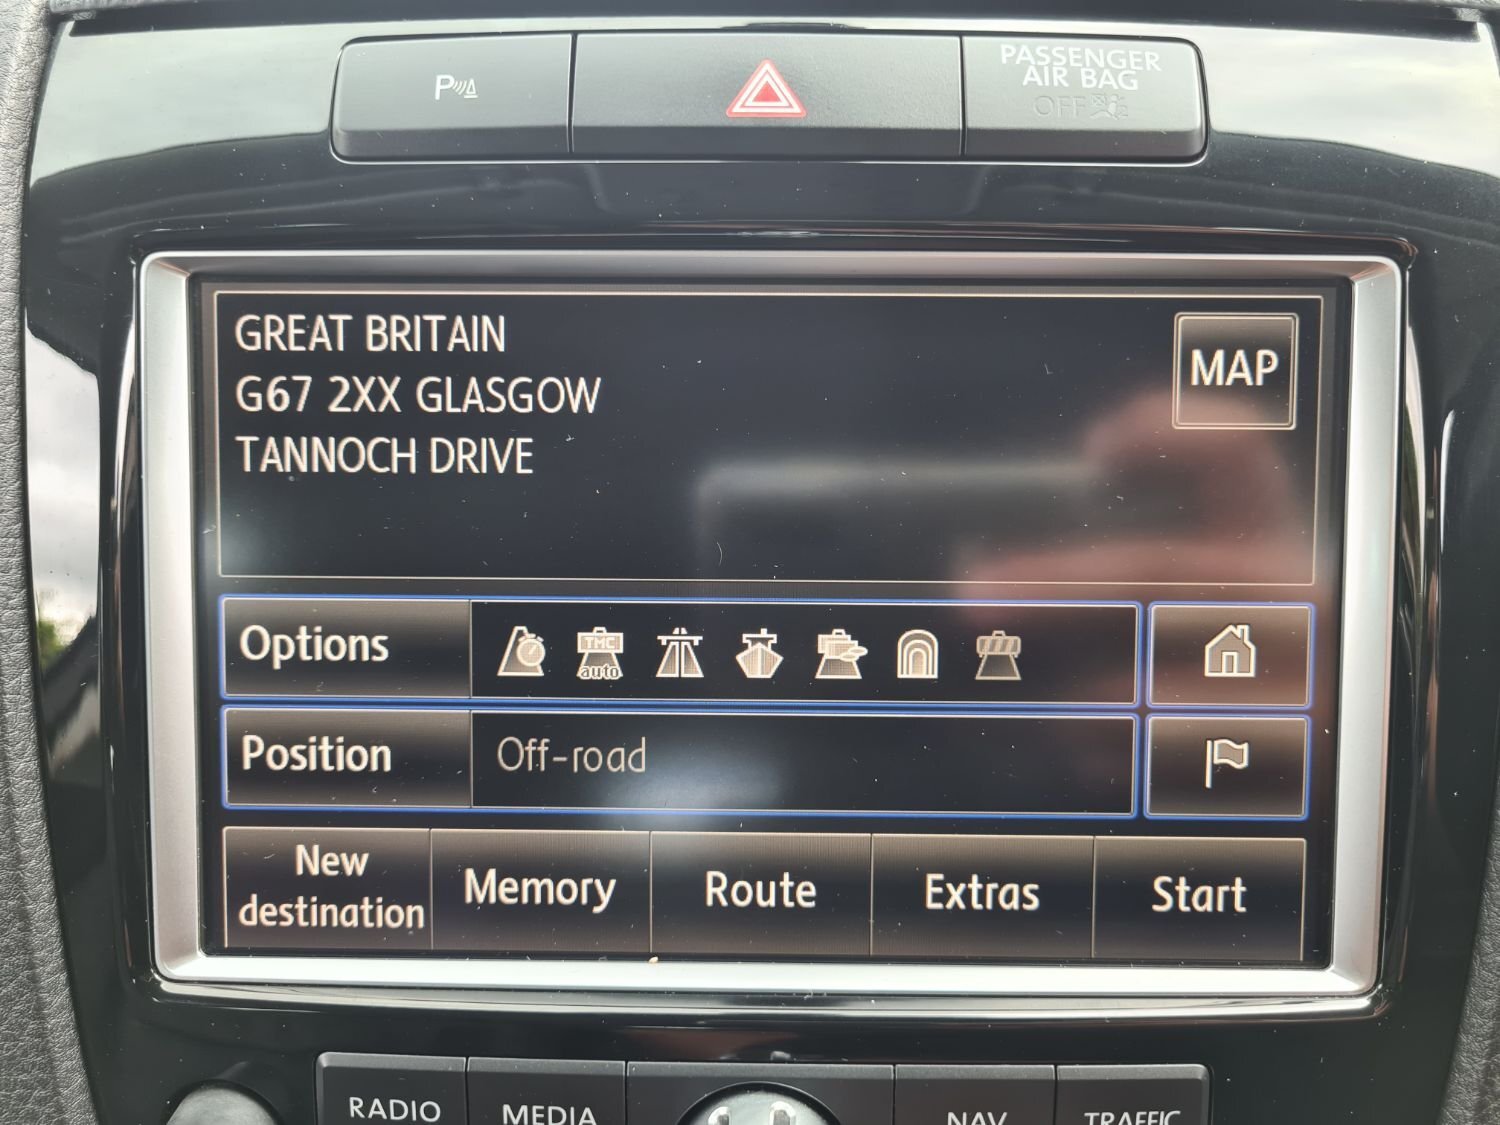 P
PASSENGER
AIR BAG
OFF
GREAT BRITAIN
MAP
G67 2XX GLASGOW
TANNOCH DRIVE
Options
TMC
auto
Position
Off-road
New
destination
Memory
Route
Extras
Start
RADIO
MEDIA
NAV
TRAFFIC